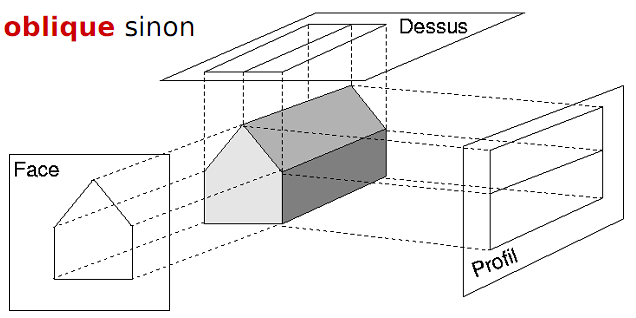 oblique sinon
Dessus
Face
Profil